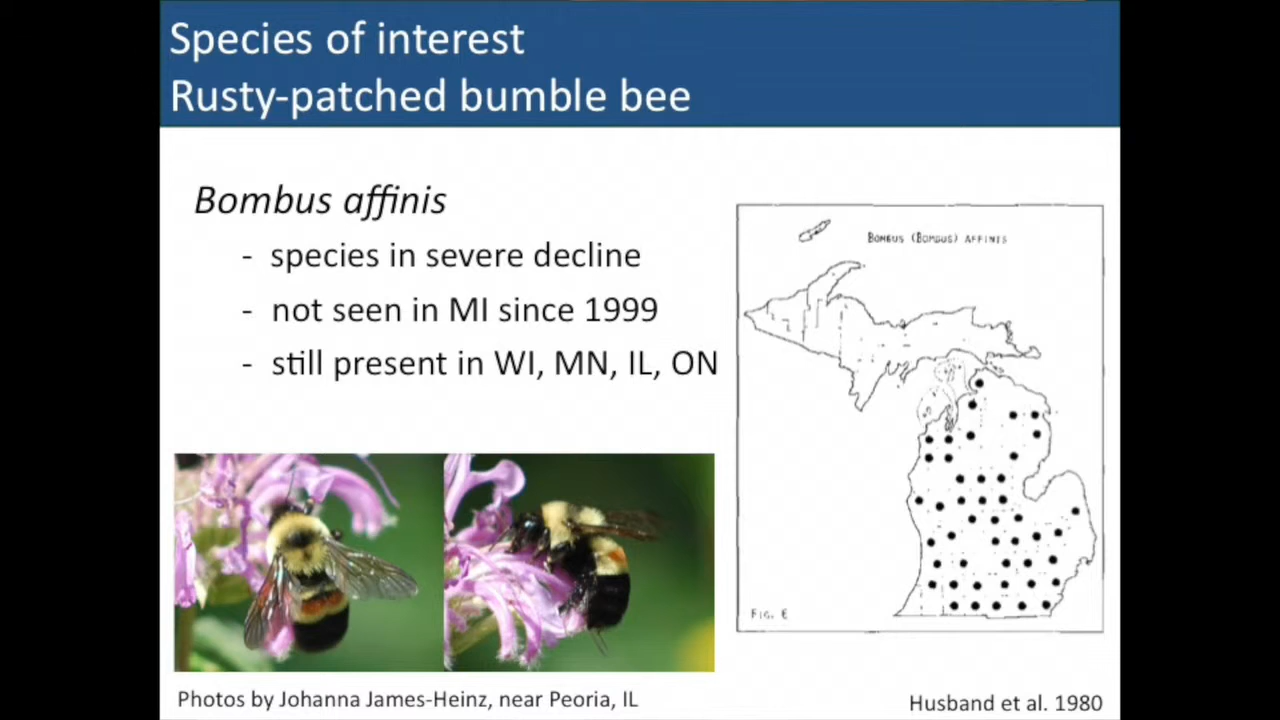 Species of interest
Rusty-patched bumble bee
Bombus affinis
- species in severe decline
- not seen in MI since 1999
- still present in WI, MN, IL, ON
BOMBUS (BOMBUS) AFFINIS
FIG. 6
Photos by Johanna James-Heinz, near Peoria, IL
Husband et al. 1980